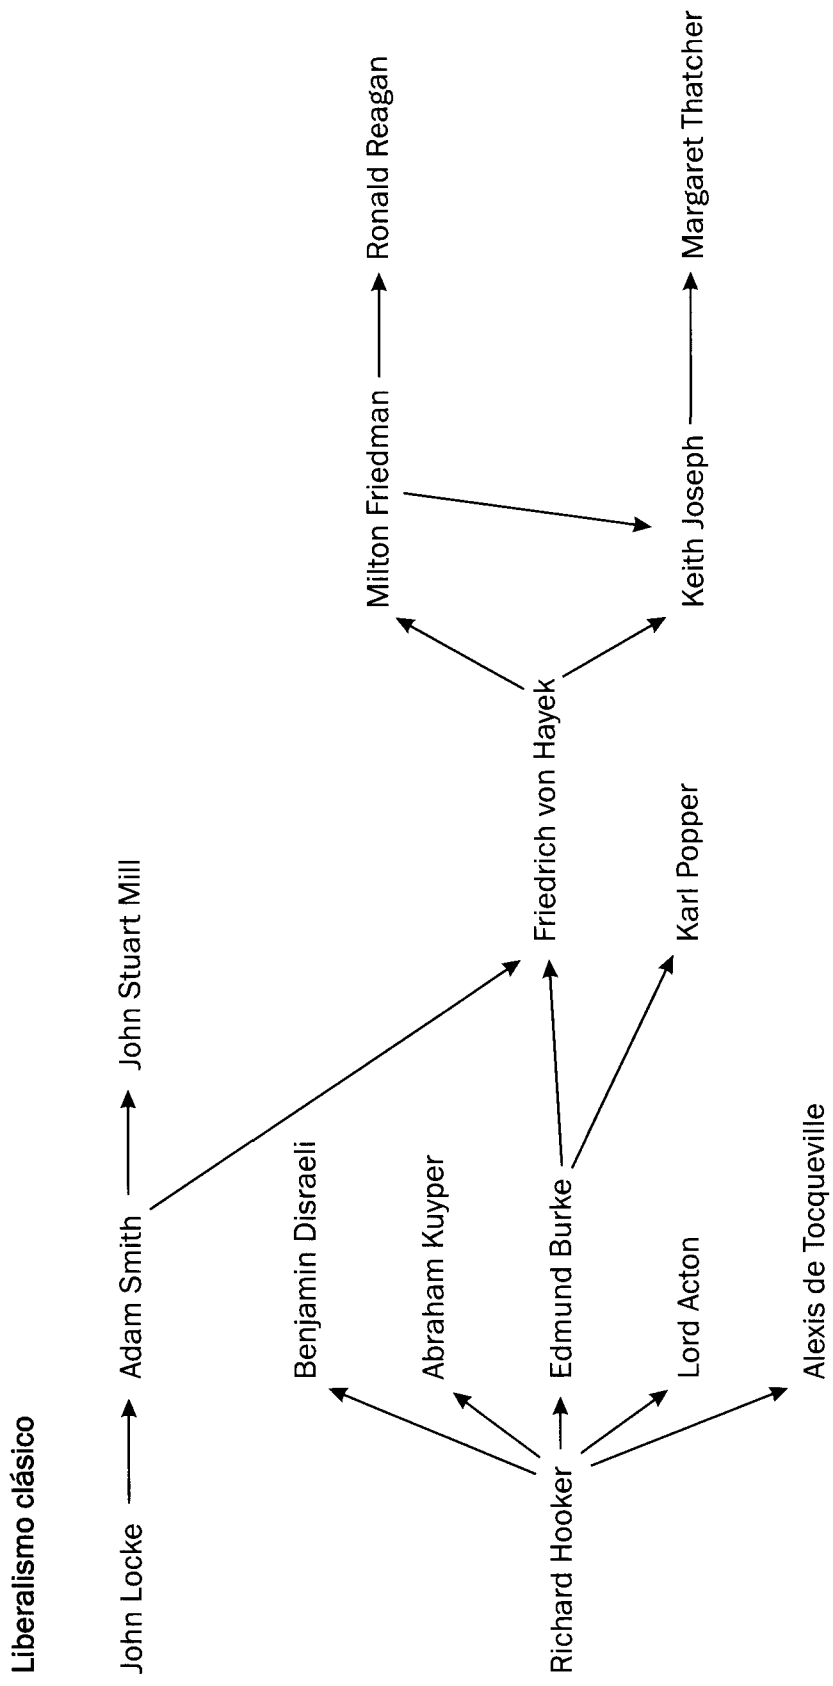 Liberalismo clásico
John Locke
Adam Smith
John Stuart Mill
Benjamin Disraeli
Abraham Kuyper
Richard Hooker
Edmund Burke
Friedrich von Hayek
Milton Friedman
Ronald Reagan
Lord Acton
Karl Popper
Keith Joseph
Margaret Thatcher
Alexis de Tocqueville